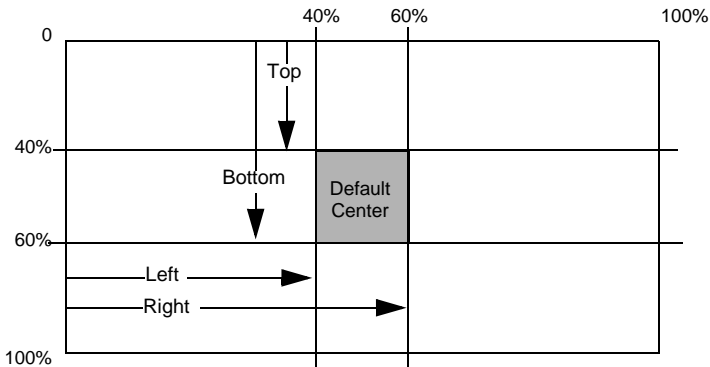 40% 60% 100%
0
Top
40%
Bottom
Default
Center
60%
Left
Right
100%